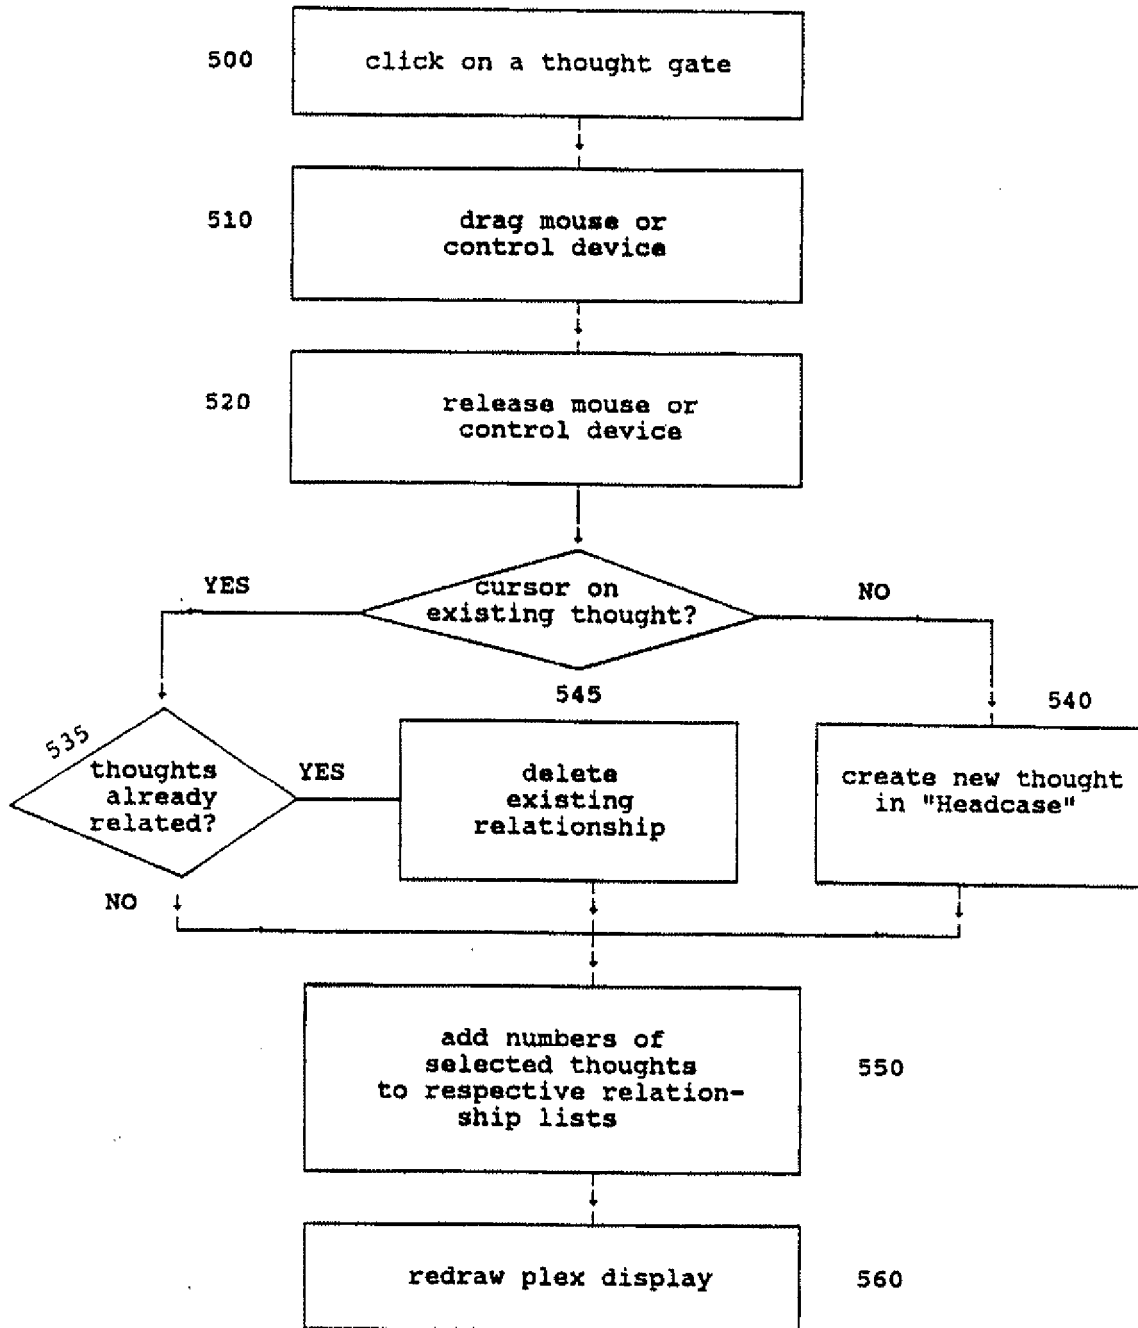 500
click on a thought gate
510
drag mouse or
control device
520
release mouse or
control device
cursor on
existing thought?
YES
NO
545
540
535
thoughts
already
related?
YES
delete
existing
relationship
create new thought
in "Headcase"
NO
add numbers of
selected thoughts
to respective relation-
ship lists
550
redraw plex display
560